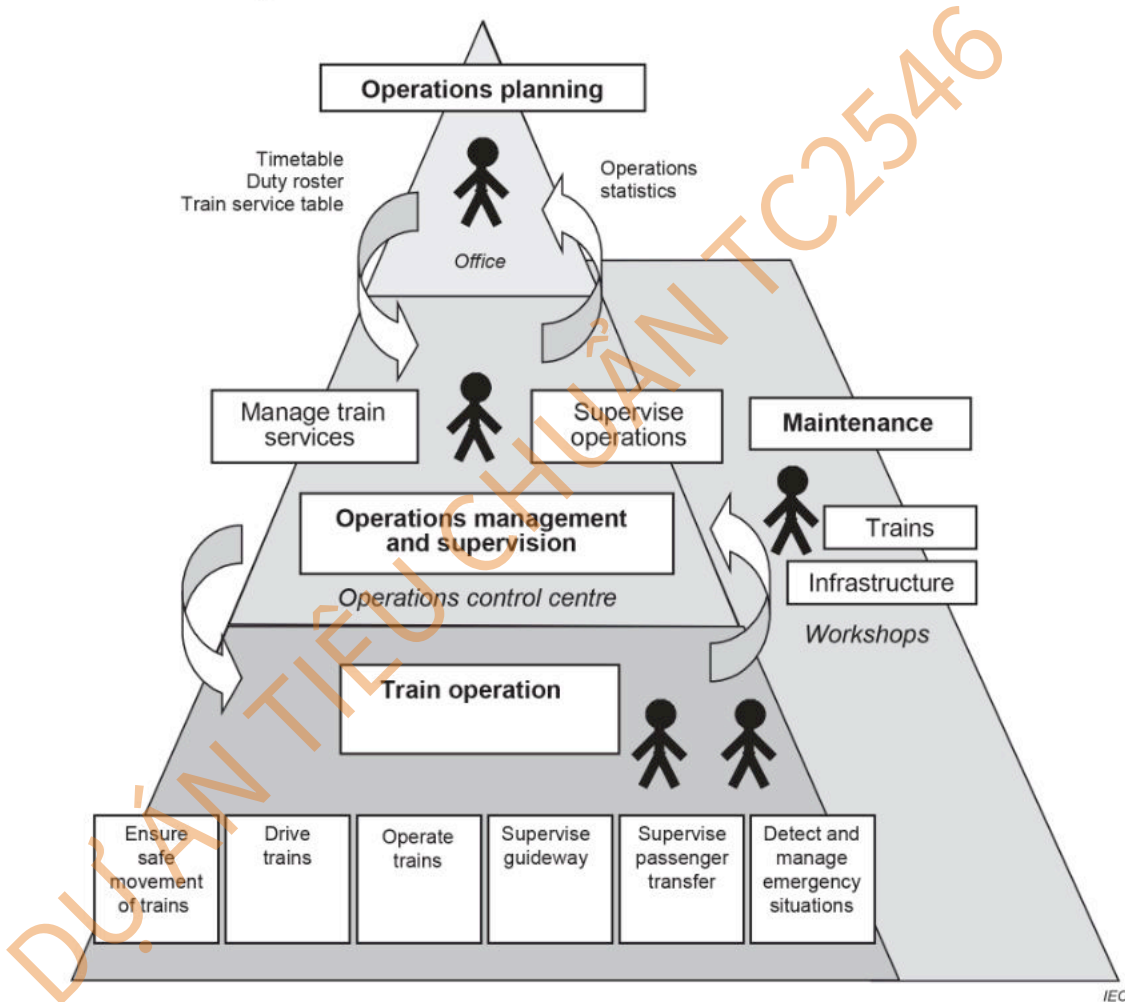 Operations planning
Timetable
Duty roster
Train service table
Operations
statistics
Office
Manage train
services
Supervise
operations
Maintenance
Trains
Infrastructure
Workshops
Operations management
and supervision
Operations control centre
Train operation
Ensure
safe
movement
of trains
Drive
trains
Operate
trains
Supervise
guideway
Supervise
passenger
transfer
Detect and
manage
emergency
situations
IEC
DỰ ÁN TIÊU CHUẨN TC2546